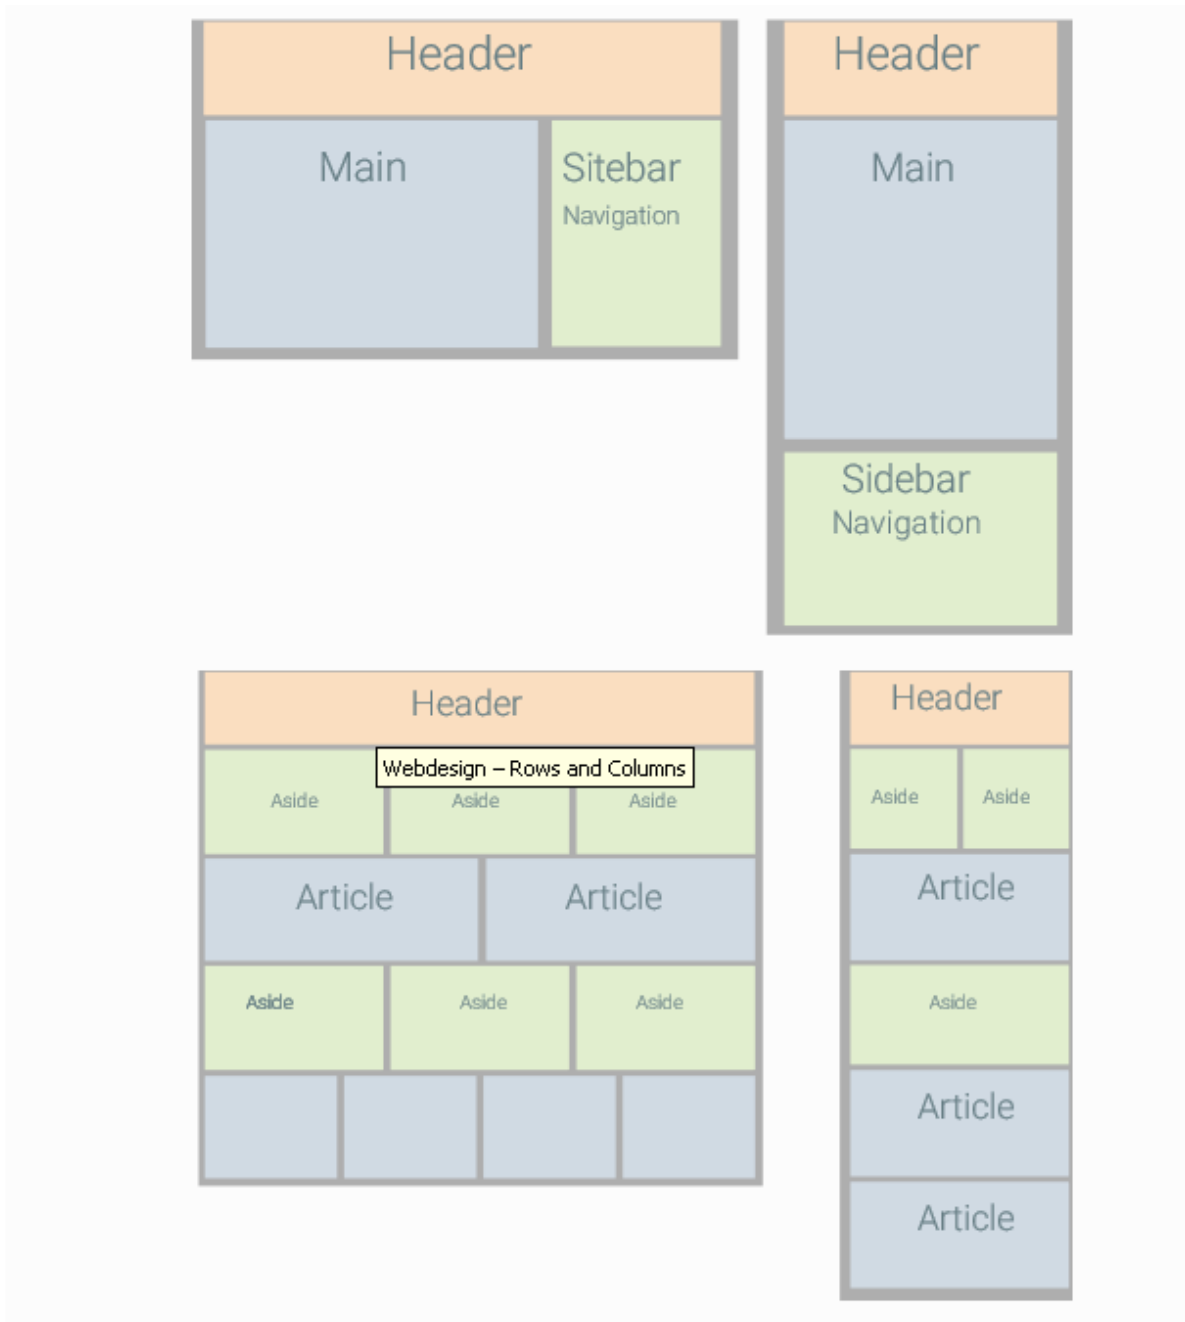 Header
Main
Sitebar
Navigation
Header
Main
Sidebar
Navigation
Header
Webdesign – Rows and Columns
Aside Aside Aside
Article Article
Aside Aside Aside
Header
Aside Aside
Article
Aside
Article
Article